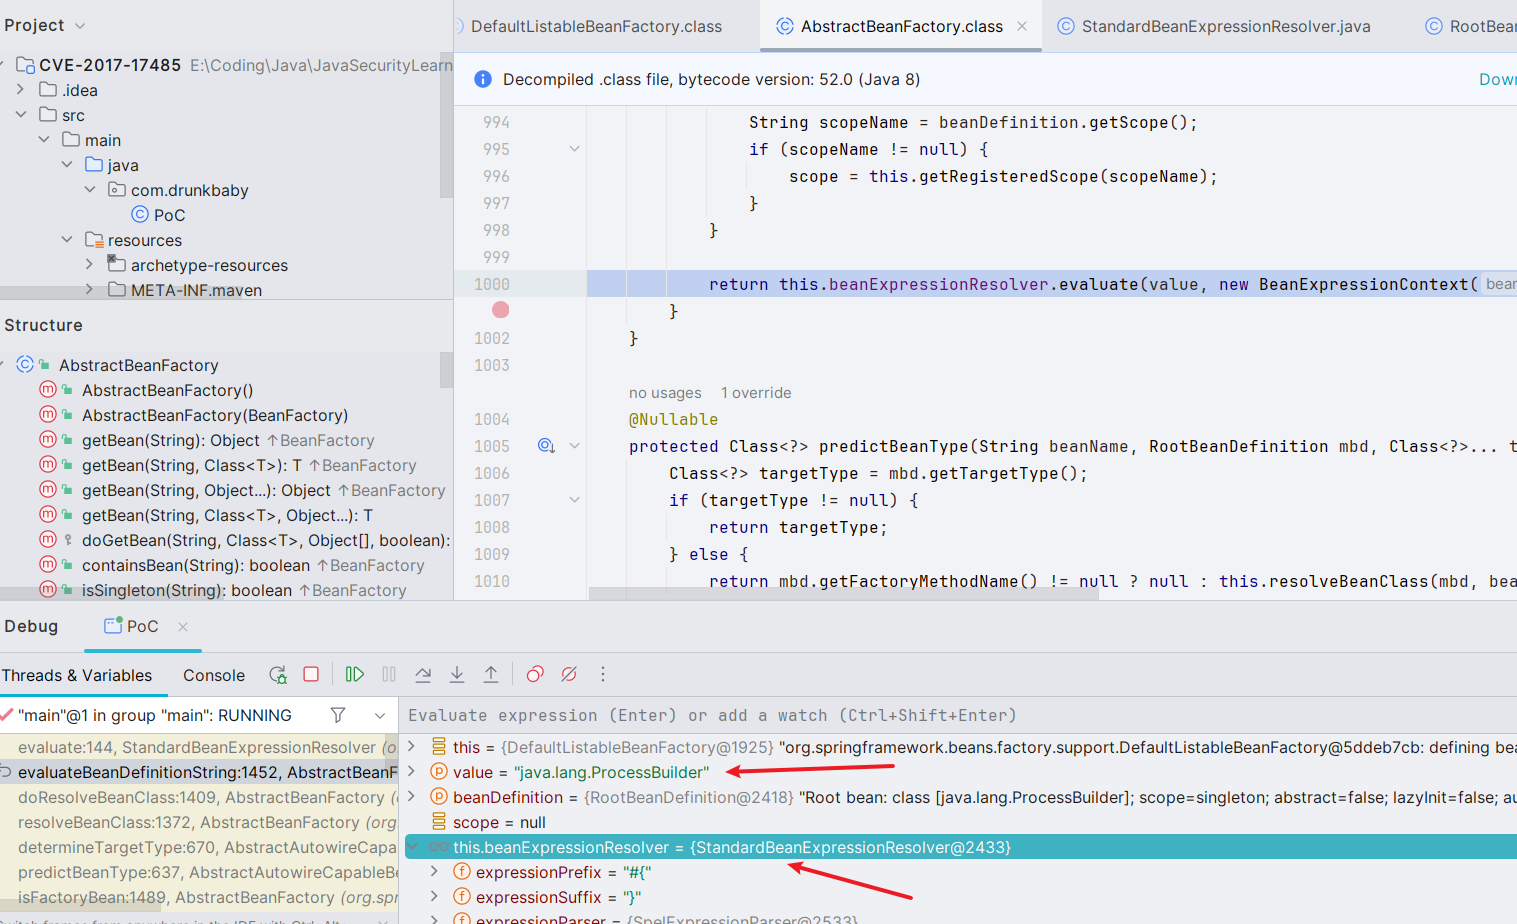 Project
DefaultListableBeanFactory.class
AbstractBeanFactory.class
StandardBeanExpressionResolver.java
RootBean
CVE-2017-17485 E:\Coding\Java\JavaSecurityLearn
.idea
src
main
java
com.drunkbaby
PoC
resources
archetype-resources
META-INF.maven
Decompiled .class file, bytecode version: 52.0 (Java 8)
Down
994 String scopeName = beanDefinition.getScope();
995 if (scopeName != null) {
996 scope = this.getRegisteredScope(scopeName);
997 }
998 }
999
1000 return this.beanExpressionResolver.evaluate(value, new BeanExpressionContext( bean
}
1002 }
1003
no usages 1 override
1004 @Nullable
1005 protected Class<?> predictBeanType(String beanName, RootBeanDefinition mbd, Class<?>... t
1006 Class<?> targetType = mbd.getTargetType();
1007 if (targetType != null) {
1008 return targetType;
1009 } else {
1010 return mbd.getFactoryMethodName() != null ? null : this.resolveBeanClass(mbd, bea
Structure
AbstractBeanFactory
AbstractBeanFactory()
AbstractBeanFactory(BeanFactory)
getBean(String): Object ↑BeanFactory
getBean(String, Class<T>): T ↑BeanFactory
getBean(String, Object...): Object ↑BeanFactory
getBean(String, Class<T>, Object...): T
doGetBean(String, Class<T>, Object[], boolean):
containsBean(String): boolean ↑BeanFactory
isSingleton(String): boolean ↑BeanFactory
Debug
PoC
Threads & Variables
Console
"main"@1 in group "main": RUNNING
evaluate:144, StandardBeanExpressionResolver (o
evaluateBeanDefinitionString:1452, AbstractBeanF
doResolveBeanClass:1409, AbstractBeanFactory (
resolveBeanClass:1372, AbstractBeanFactory (org.
determineTargetType:670, AbstractAutowireCapa
predictBeanType:637, AbstractAutowireCapableBe
isFactoryBean:1489, AbstractBeanFactory (org.spr
Evaluate expression (Enter) or add a watch (Ctrl+Shift+Enter)
this = {DefaultListableBeanFactory@1925} "org.springframework.beans.factory.support.DefaultListableBeanFactory@5ddeb7cb: defining bea
value = "java.lang.ProcessBuilder"
beanDefinition = {RootBeanDefinition@2418} "Root bean: class [java.lang.ProcessBuilder]; scope=singleton; abstract=false; lazyInit=false; au
scope = null
this.beanExpressionResolver = {StandardBeanExpressionResolver@2433}
expressionPrefix = "#{"
expressionSuffix = "}"
expressionParser = {SpelExpressionParser@2533}